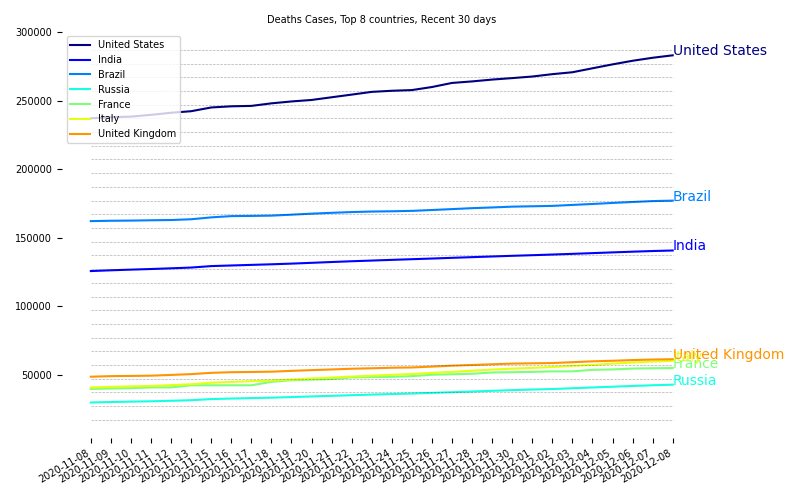 Deaths Cases, Top 8 countries, Recent 30 days
300000
250000
200000
150000
100000
50000
United States
India
Brazil
Russia
France
Italy
United Kingdom
United States
Brazil
India
United Kingdom
France
Russia
2020-11-08
2020-11-09
2020-11-10
2020-11-11
2020-11-12
2020-11-13
2020-11-15
2020-11-16
2020-11-17
2020-11-18
2020-11-19
2020-11-20
2020-11-21
2020-11-22
2020-11-23
2020-11-24
2020-11-25
2020-11-26
2020-11-27
2020-11-28
2020-11-29
2020-11-30
2020-12-01
2020-12-02
2020-12-03
2020-12-04
2020-12-05
2020-12-06
2020-12-07
2020-12-08